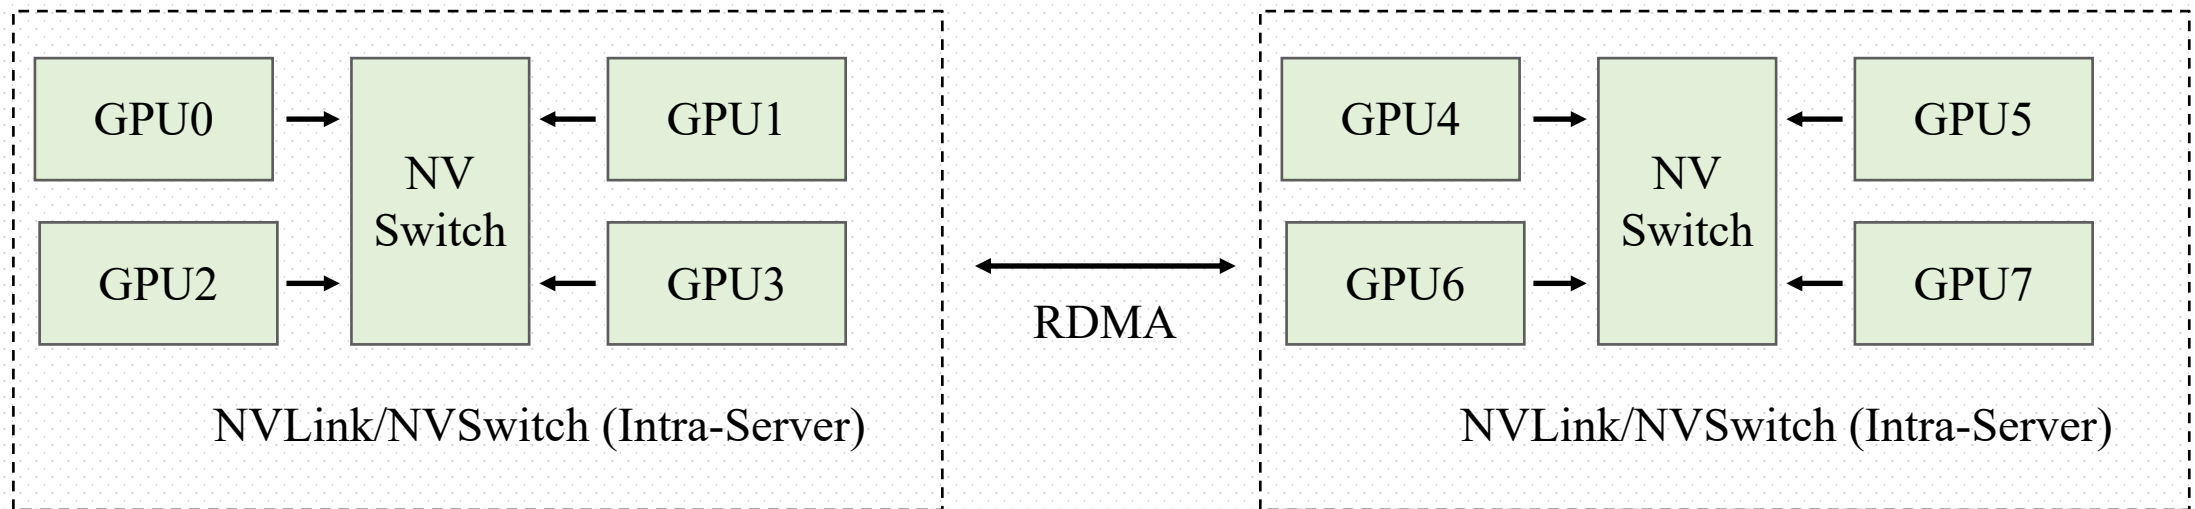 GPU0
NV
Switch
GPU1
GPU2
GPU3
NVLink/NVSwitch (Intra-Server)
RDMA
GPU4
NV
Switch
GPU5
GPU6
GPU7
NVLink/NVSwitch (Intra-Server)